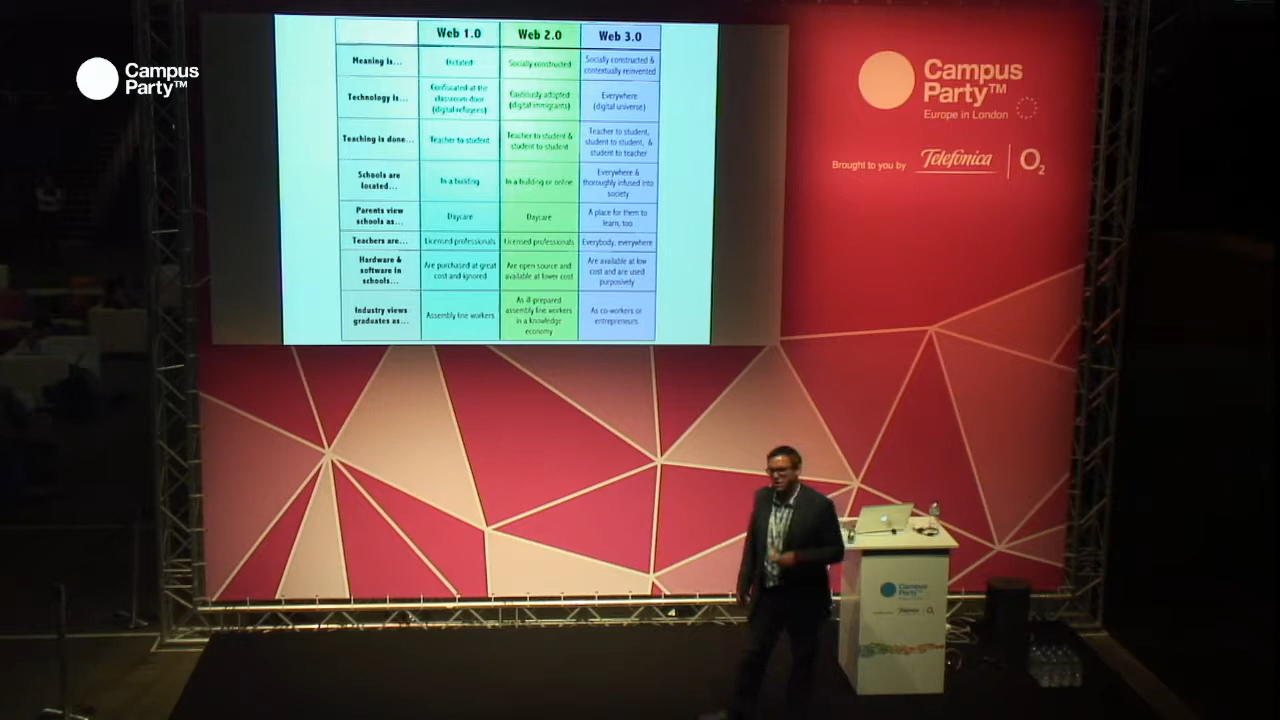 Campus
Party™
Web 1.0 Web 2.0 Web 3.0
Meaning is... Dictated Socially constructed Socially constructed &
contextually reinvented
Technology is... Confiscated at the
classroom door
(digital refugees) Cautiously adopted
(digital immigrants) Everywhere
(digital universe)
Teaching is done... Teacher to student Teacher to student &
student to student Teacher to student,
student to student, &
student to teacher
Schools are
located... In a building In a building or online Everywhere &
thoroughly infused into
society
Parents view
schools as... Daycare Daycare A place for them to
learn, too
Teachers are... Licensed professionals Licensed professionals Everybody, everywhere
Hardware &
software in
schools... Are purchased at great
cost and ignored Are open source and
available at lower cost Are available at low
cost and are used
purposively
Industry views
graduates as... Assembly line workers As ill-prepared
assembly line workers
in a knowledge
economy As co-workers or
entrepreneurs
Campus
Party™
Europe in London
Brought to you by Telefónica O2
Campus
Party™